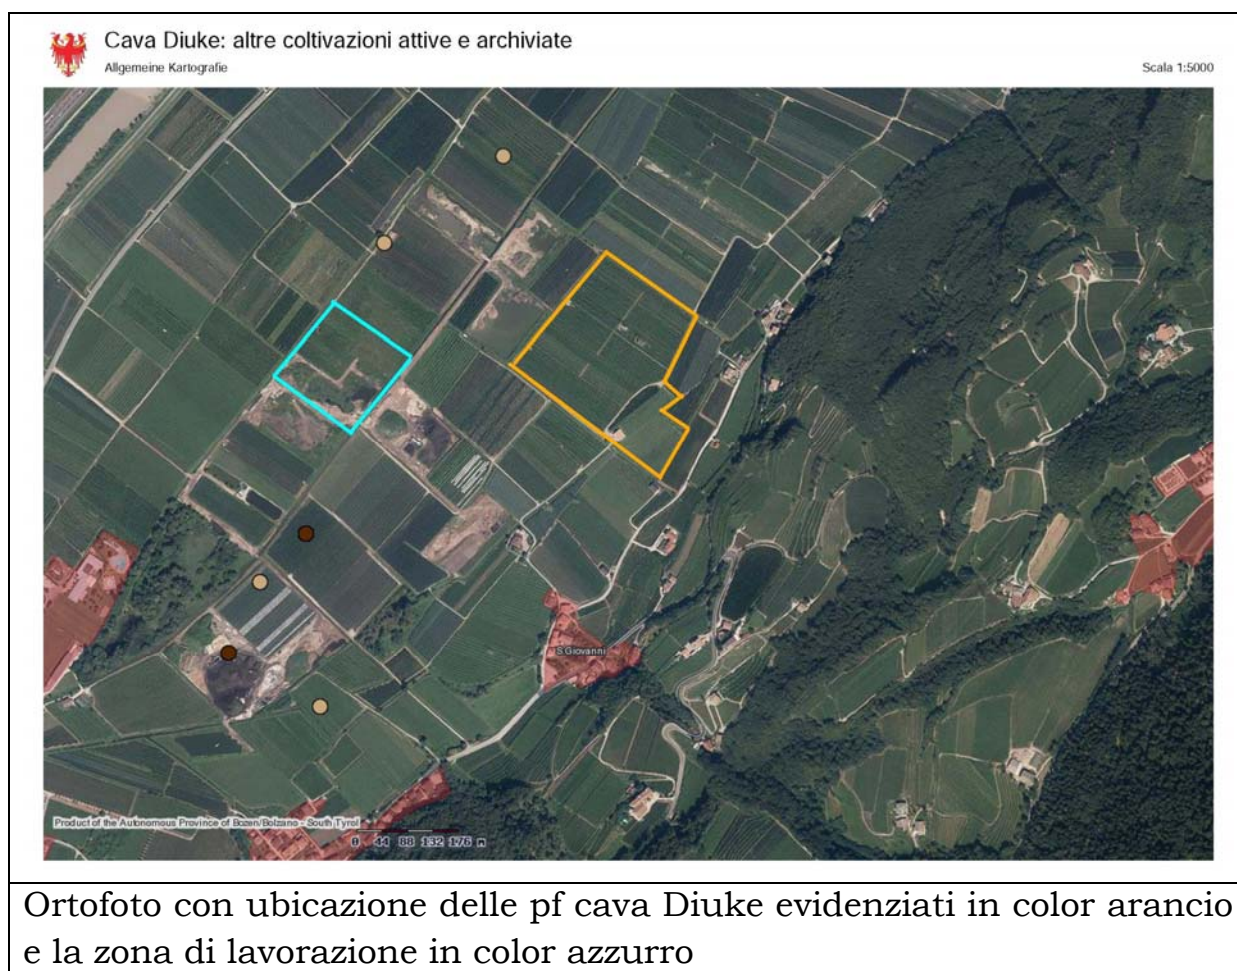 Cava Diuke: altre coltivazioni attive e archiviate
Allgemeine Kartografie
Scala 1:5000
S.Giovanni
Product of the Autonomous Province of Bozen/Bolzano - South Tyrol
0 44 88 132 176 m
Ortofoto con ubicazione delle pf cava Diuke evidenziati in color arancio
e la zona di lavorazione in color azzurro